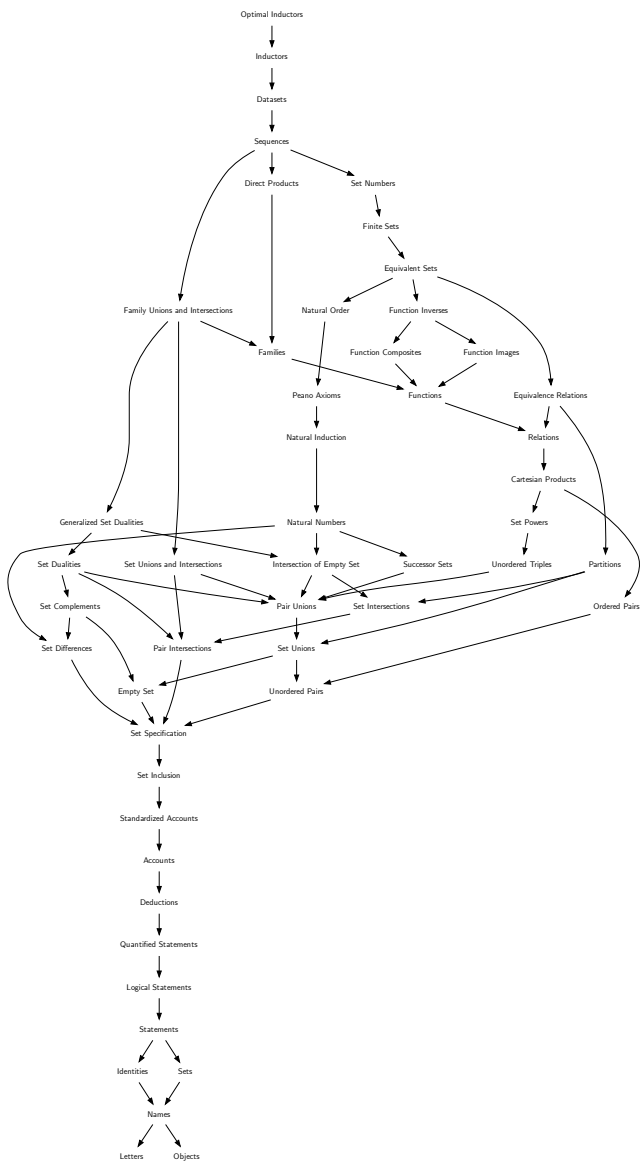 Optimal Inductors
Inductors
Datasets
Sequences
Direct Products
Set Numbers
Finite Sets
Equivalent Sets
Family Unions and Intersections
Natural Order
Function Inverses
Families
Function Composites
Function Images
Peano Axioms
Functions
Equivalence Relations
Natural Induction
Relations
Cartesian Products
Generalized Set Dualities
Natural Numbers
Set Powers
Set Dualities
Set Unions and Intersections
Intersection of Empty Set
Successor Sets
Unordered Triples
Partitions
Set Complements
Pair Unions
Set Intersections
Ordered Pairs
Set Differences
Pair Intersections
Set Unions
Empty Set
Unordered Pairs
Set Specification
Set Inclusion
Standardized Accounts
Accounts
Deductions
Quantified Statements
Logical Statements
Statements
Identities
Sets
Names
Letters
Objects